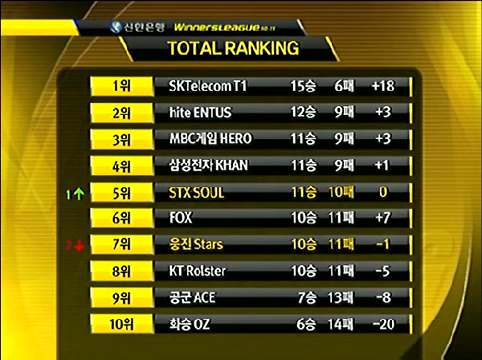 신한은행 WINNERS LEAGUE 10-11
TOTAL RANKING
1위 SKTelecom T1 15승 6패 +18
2위 hite ENTUS 12승 9패 +3
3위 MBC게임 HERO 11승 9패 +3
4위 삼성전자 KHAN 11승 9패 +1
1↑ 5위 STX SOUL 11승 10패 0
6위 FOX 10승 11패 +7
2↓ 7위 웅진 Stars 10승 11패 -1
8위 KT Rolster 10승 11패 -5
9위 공군 ACE 7승 13패 -8
10위 화승 OZ 6승 14패 -20